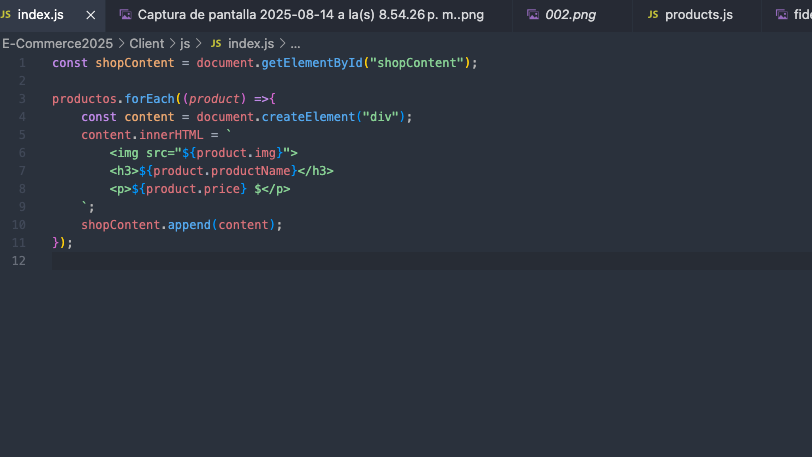 JS index.js × Captura de pantalla 2025-08-14 a la(s) 8.54.26 p. m..png 002.png JS products.js
E-Commerce2025 > Client > js > JS index.js > ...
1 const shopContent = document.getElementById("shopContent");
2
3 productos.forEach((product) =>{
4     const content = document.createElement("div");
5     content.innerHTML = `
6         <img src="${product.img}">
7         <h3>${product.productName}</h3>
8         <p>${product.price} $</p>
9     `;
10     shopContent.append(content);
11 });
12